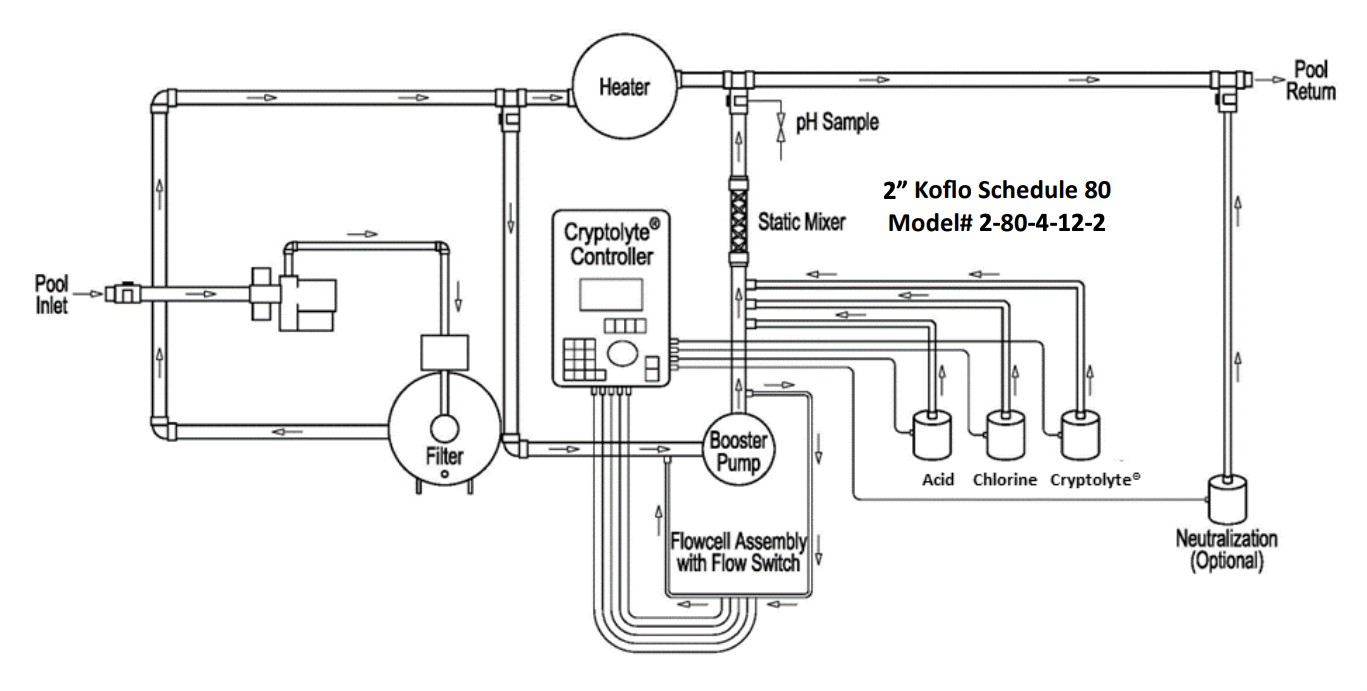 Heater
Pool
Return
pH Sample
2” Koflo Schedule 80
Model# 2-80-4-12-2
Static Mixer
Cryptolyte®
Controller
Pool
Inlet
Booster
Pump
Filter
Acid
Chlorine
Cryptolyte®
Flowcell Assembly
with Flow Switch
Neutralization
(Optional)